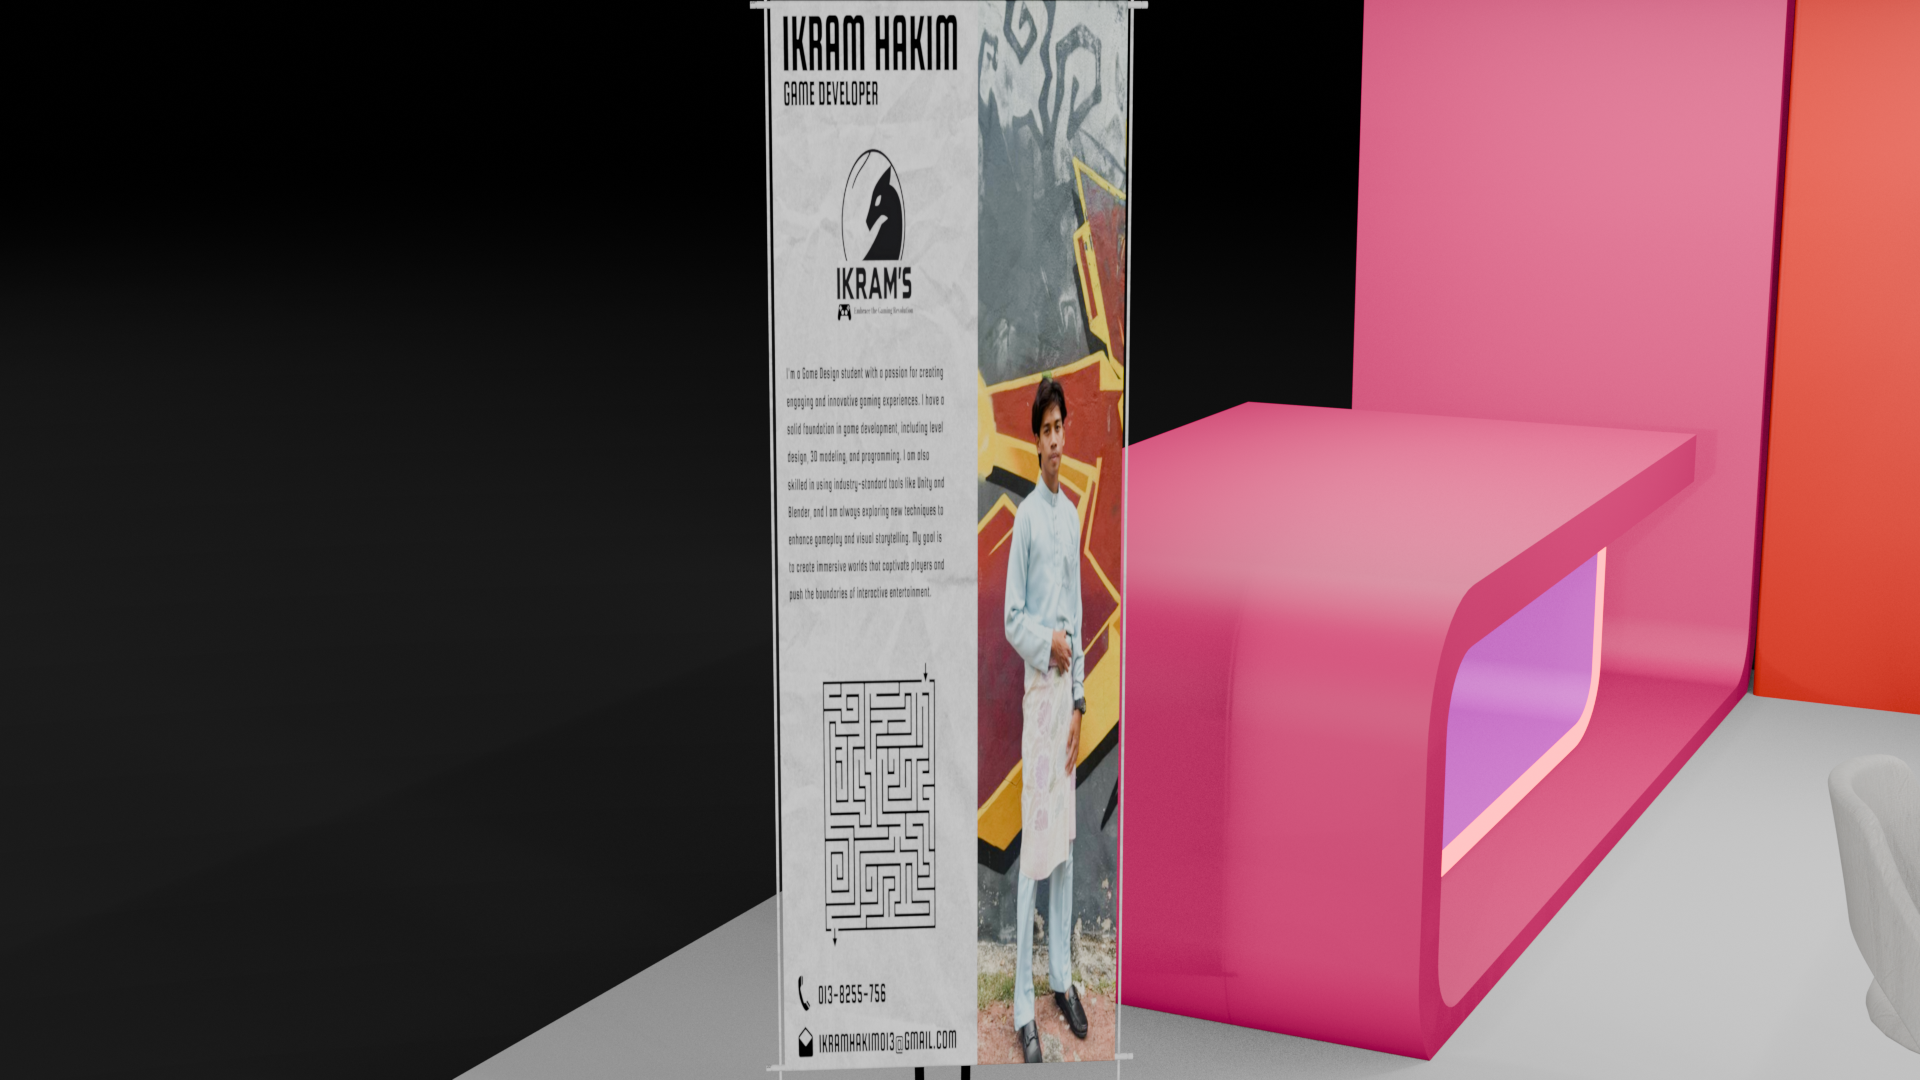 IKRAM HAKIM
GAME DEVELOPER
IKRAM'S
Embrace the Gaming Revolution
I'm a Game Design student with a passion for creating
engaging and innovative gaming experiences. I have a
solid foundation in game development, including level
design, 3D modeling, and programming. I am also
skilled in using industry-standard tools like Unity and
Blender, and I am always exploring new techniques to
enhance gameplay and visual storytelling. My goal is
to create immersive worlds that captivate players and
push the boundaries of interactive entertainment.
013-8255-756
IKRAMHAKIM013@GMAIL.COM